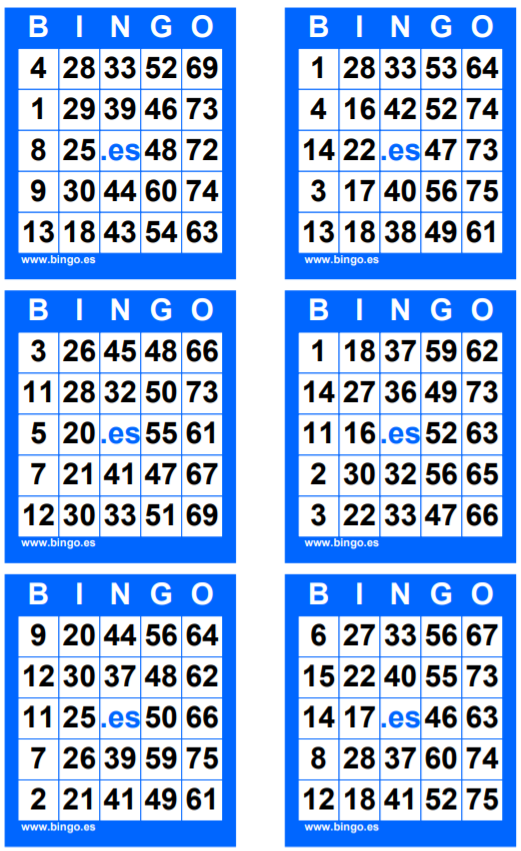 B I N G O
4 28 33 52 69
1 29 39 46 73
8 25 .es 48 72
9 30 44 60 74
13 18 43 54 63
www.bingo.es
B I N G O
1 28 33 53 64
4 16 42 52 74
14 22 .es 47 73
3 17 40 56 75
13 18 38 49 61
www.bingo.es
B I N G O
3 26 45 48 66
11 28 32 50 73
5 20 .es 55 61
7 21 41 47 67
12 30 33 51 69
www.bingo.es
B I N G O
1 18 37 59 62
14 27 36 49 73
11 16 .es 52 63
2 30 32 56 65
3 22 33 47 66
www.bingo.es
B I N G O
9 20 44 56 64
12 30 37 48 62
11 25 .es 50 66
7 26 39 59 75
2 21 41 49 61
www.bingo.es
B I N G O
6 27 33 56 67
15 22 40 55 73
14 17 .es 46 63
8 28 37 60 74
12 18 41 52 75
www.bingo.es